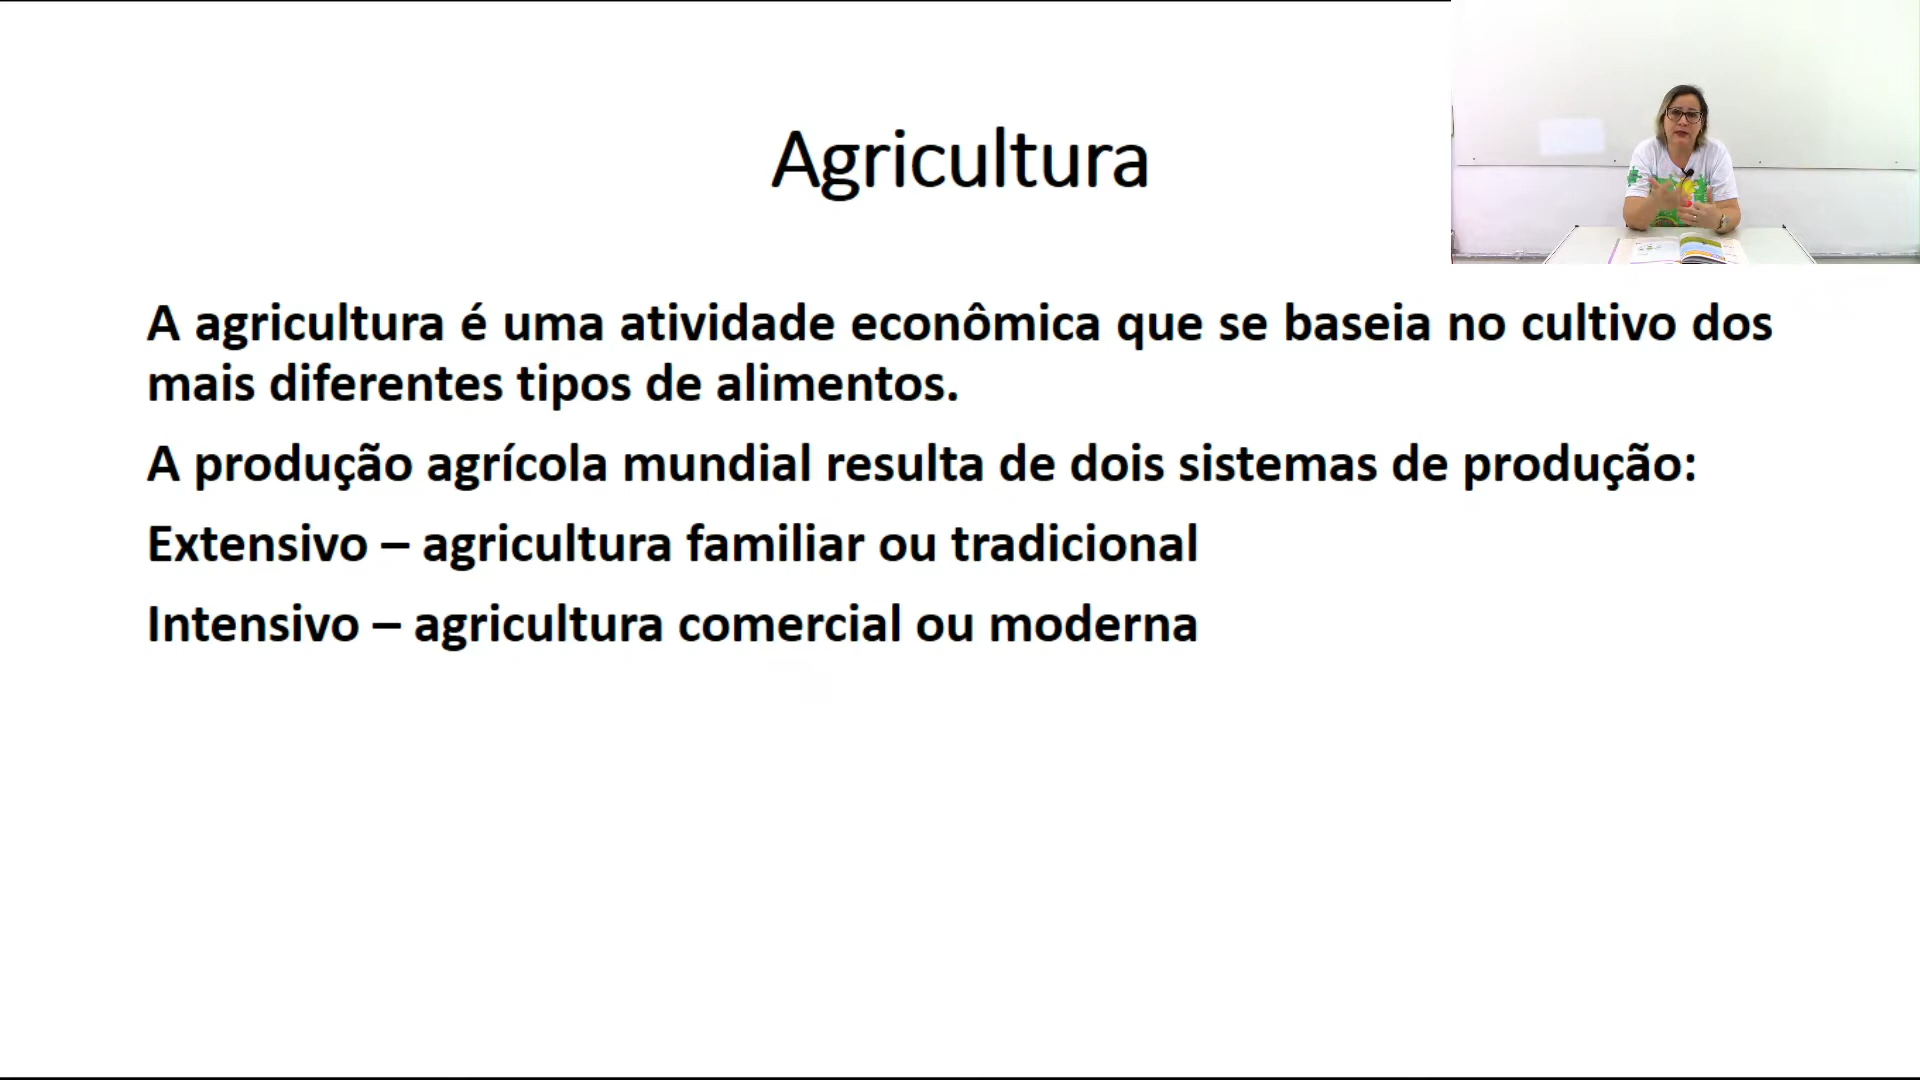 Agricultura
A agricultura é uma atividade econômica que se baseia no cultivo dos
mais diferentes tipos de alimentos.
A produção agrícola mundial resulta de dois sistemas de produção:
Extensivo – agricultura familiar ou tradicional
Intensivo – agricultura comercial ou moderna